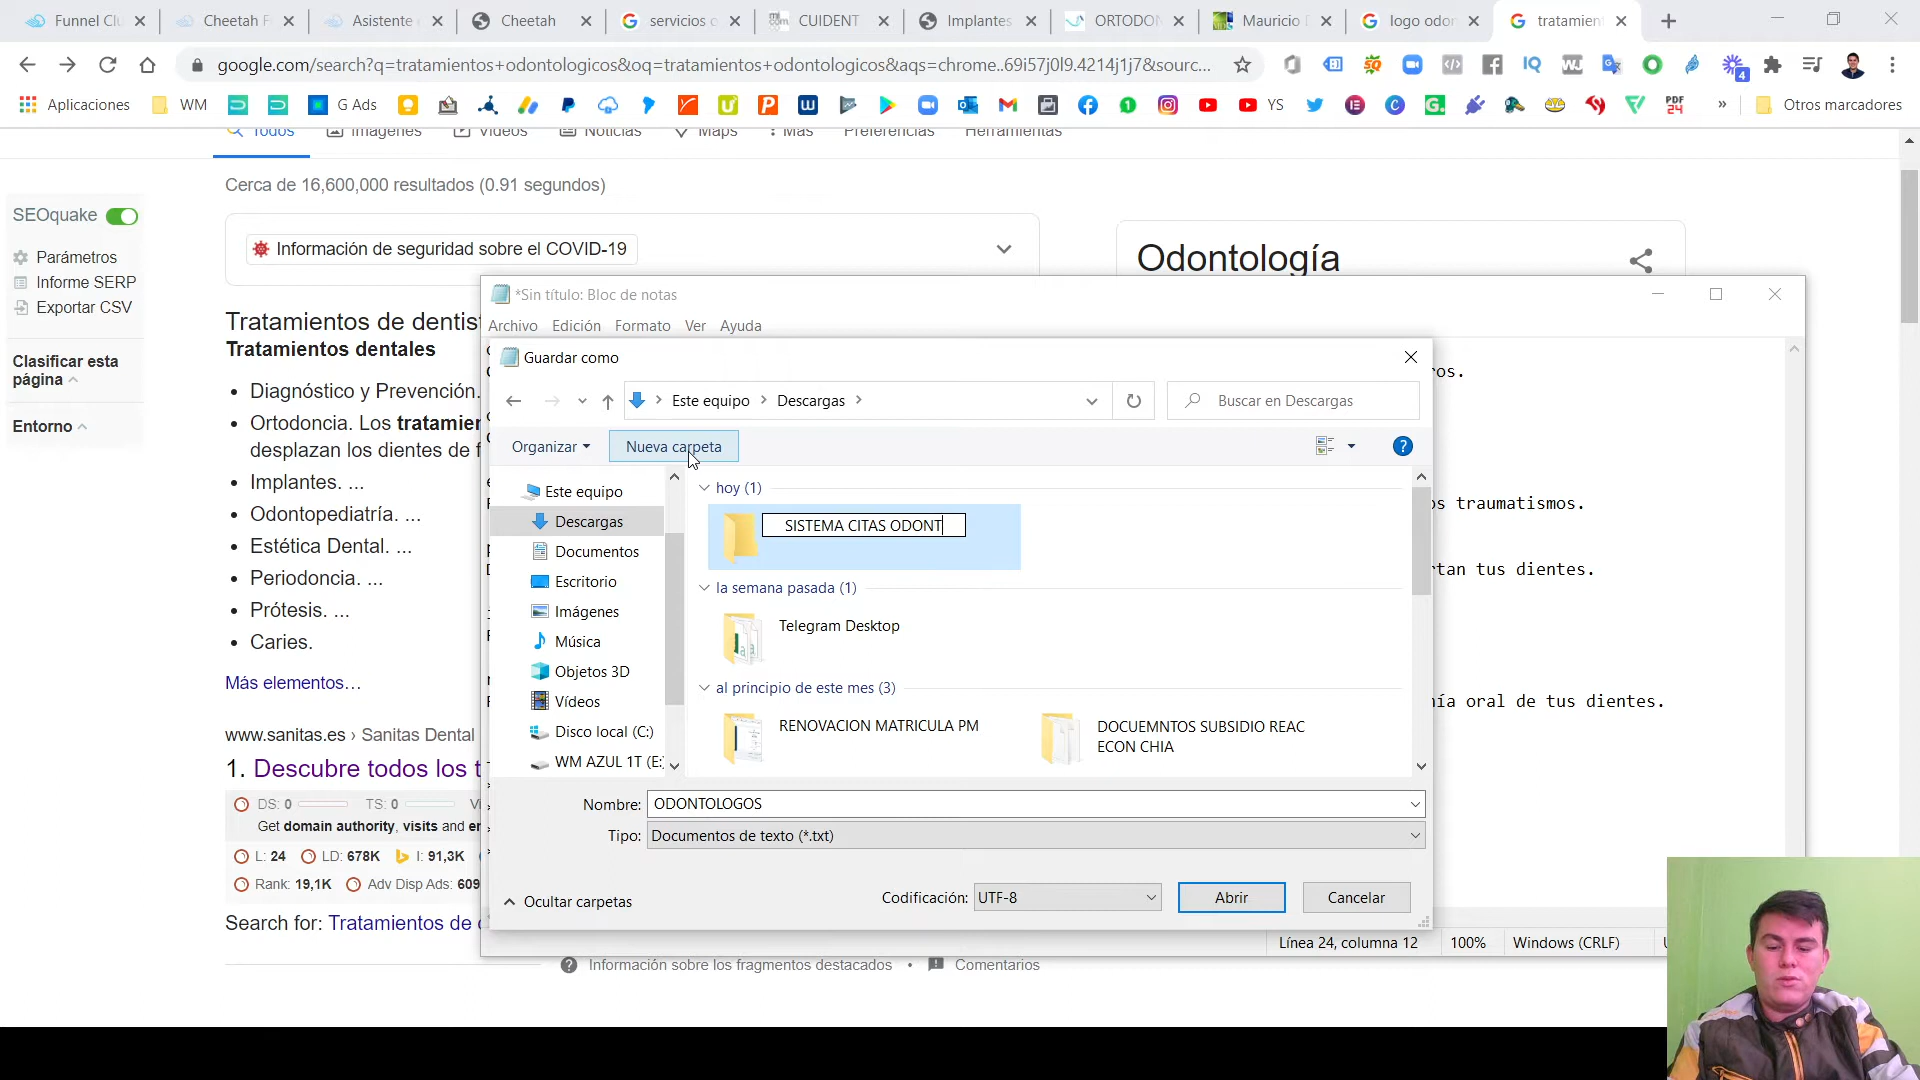 Funnel Cl
Cheetah F
Asistente
Cheetah
servicios o
CUIDENT
Implantes
ORTODO
Mauricio
logo odor
tratamien
google.com/search?q=tratamientos+odontologicos&oq=tratamientos+odontologicos&aqs=chrome..69i57j0l9.4214j1j7&sourc...
Aplicaciones
WM
G Ads
YS
Otros marcadores
Todos
Imágenes
Vídeos
Noticias
Maps
Más
Preferencias
Herramientas
Cerca de 16,600,000 resultados (0.91 segundos)
SEOquake
Parámetros
Informe SERP
Exportar CSV
Clasificar esta
página
Entorno
Información de seguridad sobre el COVID-19
Odontología
Tratamientos de dentist
Tratamientos dentales
Diagnóstico y Prevención.
Ortodoncia. Los tratamier
desplazan los dientes de f
Implantes. ...
Odontopediatría. ...
Estética Dental. ...
Periodoncia. ...
Prótesis. ...
Caries.
Más elementos...
www.sanitas.es › Sanitas Dental
1. Descubre todos los t
DS: 0
TS: 0
Get domain authority, visits and er
L: 24
LD: 678K
I: 91,3K
Rank: 19,1K
Adv Disp Ads: 609
Search for: Tratamientos de
Información sobre los fragmentos destacados
•
Comentarios
*Sin título: Bloc de notas
Archivo
Edición
Formato
Ver
Ayuda
ros.
os traumatismos.
rtan tus dientes.
ía oral de tus dientes.
Línea 24, columna 12
100%
Windows (CRLF)
Guardar como
Este equipo
Descargas
Buscar en Descargas
Organizar
Nueva carpeta
Este equipo
Descargas
Documentos
Escritorio
Imágenes
Música
Objetos 3D
Vídeos
Disco local (C:)
WM AZUL 1T (E:
hoy (1)
SISTEMA CITAS ODONT
la semana pasada (1)
Telegram Desktop
al principio de este mes (3)
RENOVACION MATRICULA PM
DOCUEMNTOS SUBSIDIO REAC
ECON CHIA
Nombre:
ODONTOLOGOS
Tipo:
Documentos de texto (*.txt)
Ocultar carpetas
Codificación:
UTF-8
Abrir
Cancelar